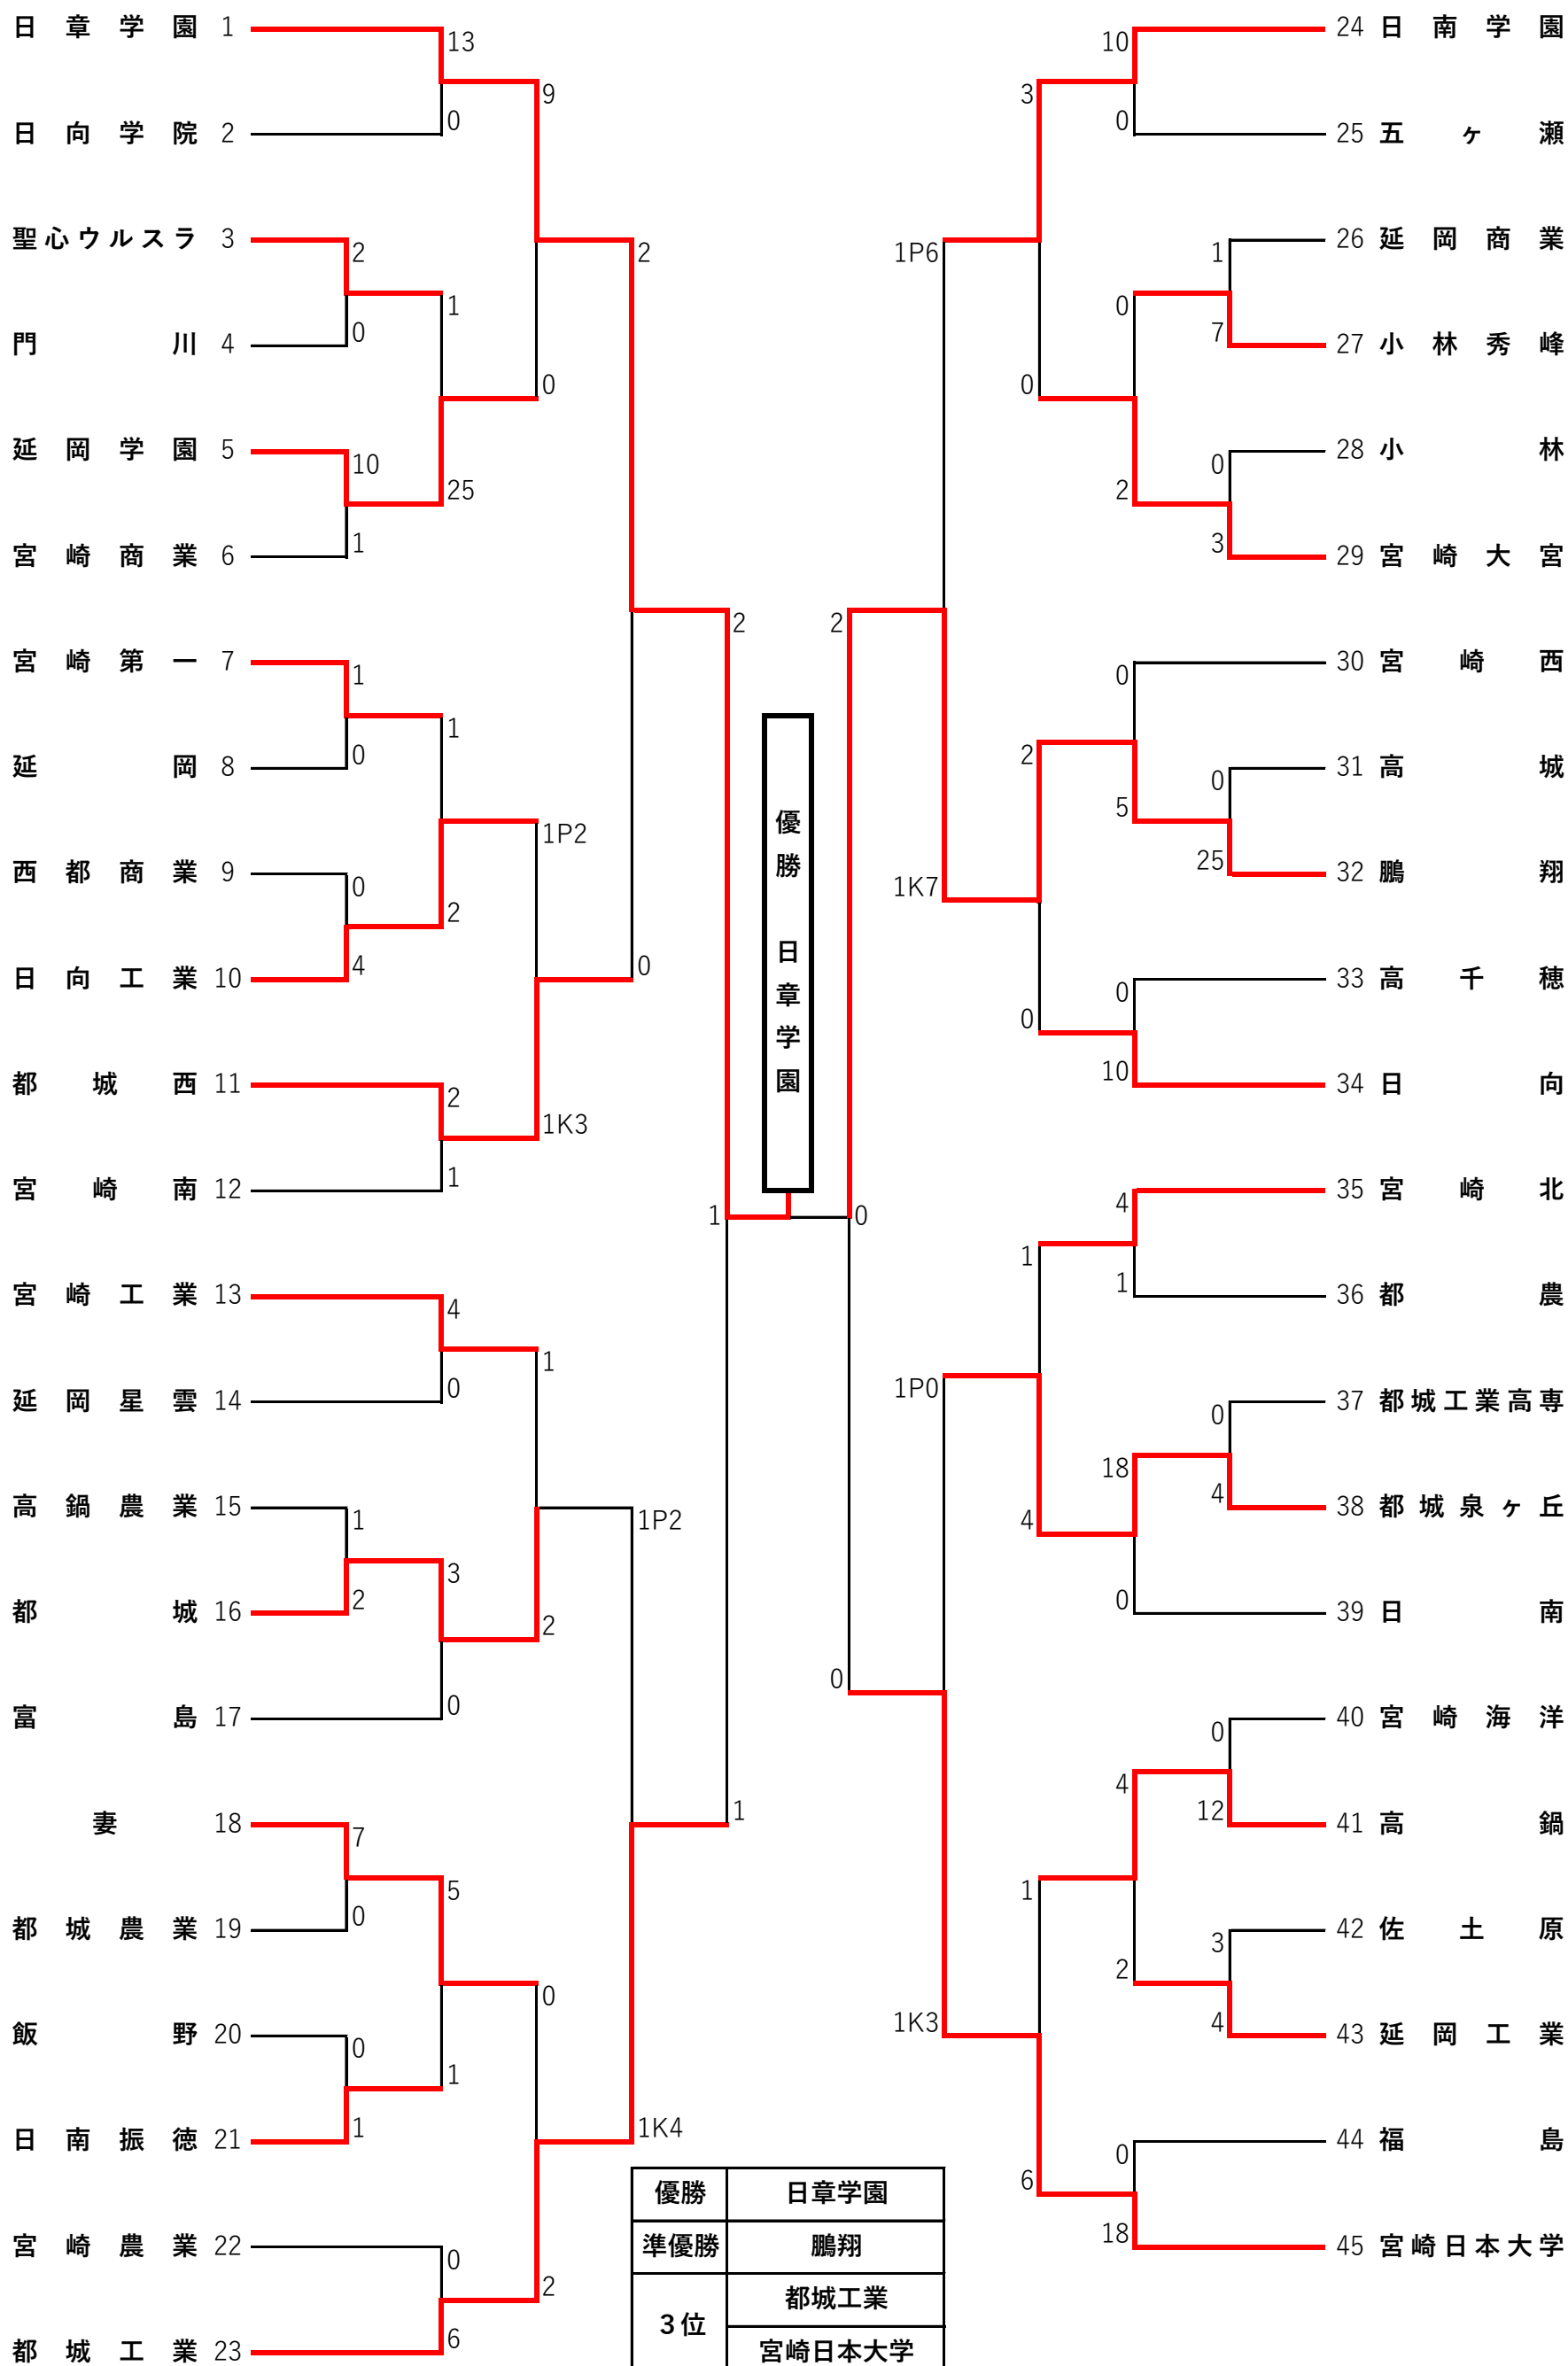 日章学園 1
日向学院 2
聖心ウルスラ 3
門川 4
延岡学園 5
宮崎商業 6
宮崎第一 7
延岡 8
西都商業 9
日向工業 10
都城西 11
宮崎南 12
宮崎工業 13
延岡星雲 14
高鍋農業 15
都城 16
富島 17
妻 18
都城農業 19
飯野 20
日南振徳 21
宮崎農業 22
都城工業 23
2
0
10
1
1
0
0
4
1
2
7
0
0
1
13
0
1
25
1
2
2
1
4
0
3
0
5
1
0
6
9
0
1P2
1K3
1
2
0
2
2
0
1P2
1K4
2
1
1
優勝 日章学園
0
2
0
1P6
1K7
1P0
1K3
3
0
2
0
1
4
1
6
10
0
0
2
0
5
0
10
4
1
18
0
4
2
0
18
1
7
0
3
0
25
0
4
0
12
3
4
24 日南学園
25 五ヶ瀬
26 延岡商業
27 小林秀峰
28 小林
29 宮崎大宮
30 宮崎西
31 高城
32 鵬翔
33 高千穂
34 日向
35 宮崎北
36 都農
37 都城工業高専
38 都城泉ヶ丘
39 日南
40 宮崎海洋
41 高鍋
42 佐土原
43 延岡工業
44 福島
45 宮崎日本大学
優勝 日章学園
準優勝 鵬翔
3位 都城工業
宮崎日本大学